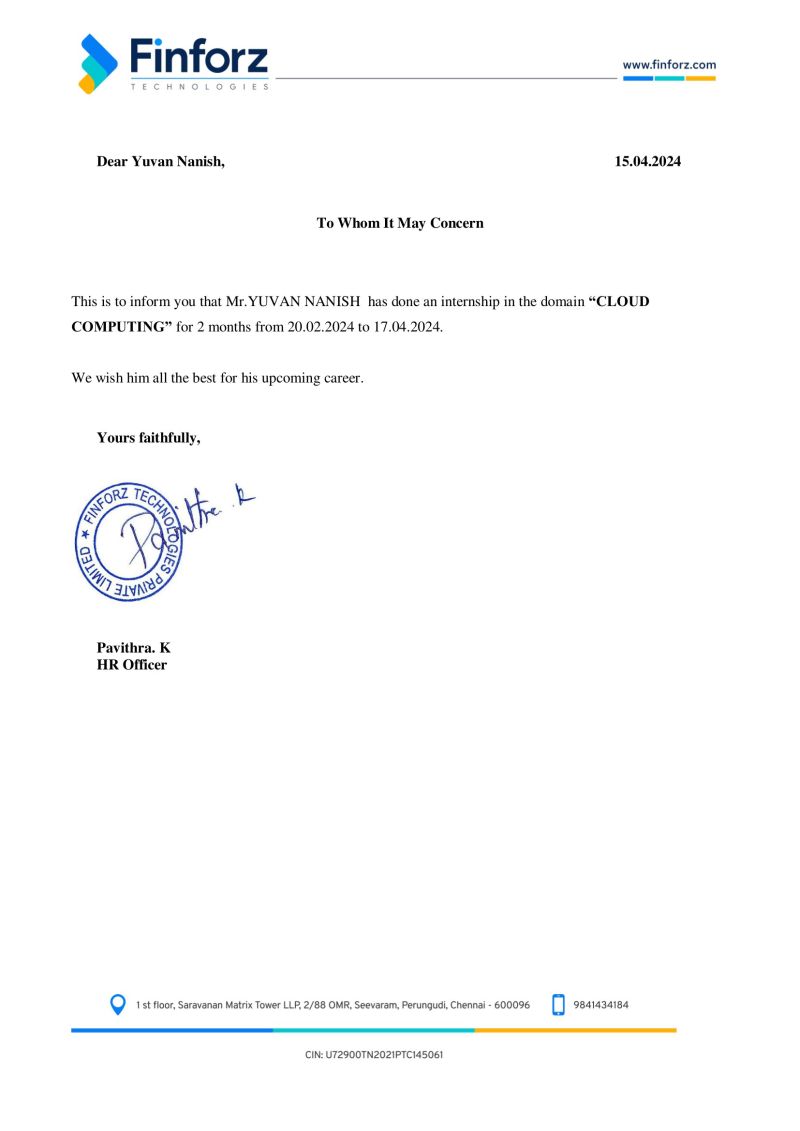 Finforz
TECHNOLOGIES
www.finforz.com
Dear Yuvan Nanish, 15.04.2024
To Whom It May Concern
This is to inform you that Mr.YUVAN NANISH has done an internship in the domain “CLOUD
COMPUTING” for 2 months from 20.02.2024 to 17.04.2024.
We wish him all the best for his upcoming career.
Yours faithfully,
★ FINFORZ TECHNOLOGIES PRIVATE LIMITED
Pavithra. K
Pavithra. K
HR Officer
1 st floor, Saravanan Matrix Tower LLP, 2/88 OMR, Seevaram, Perungudi, Chennai - 600096 9841434184
CIN: U72900TN2021PTC145061